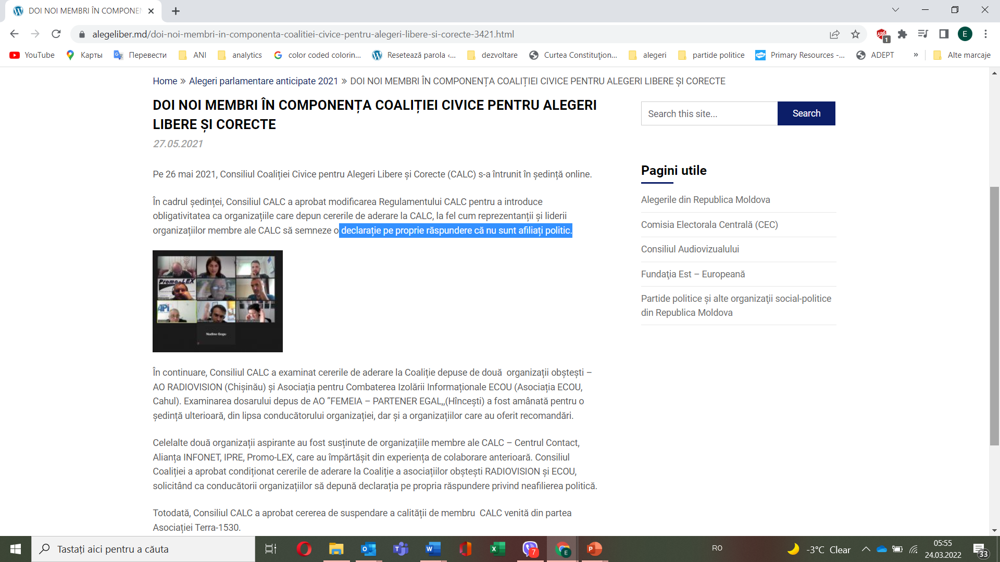 DOI NOI MEMBRI ÎN COMPONEN
alegeliber.md/doi-noi-membri-in-componenta-coalitiei-civice-pentru-alegeri-libere-si-corecte-3421.html
1
E
YouTube
Карты
Перевести
ANI
analytics
color coded colorin...
Resetează parola ‹...
dezvoltare
Curtea Constituţion...
alegeri
partide politice
Primary Resources -...
ADEPT
»
Alte marcaje
Home » Alegeri parlamentare anticipate 2021 » DOI NOI MEMBRI ÎN COMPONENȚA COALIȚIEI CIVICE PENTRU ALEGERI LIBERE ȘI CORECTE
DOI NOI MEMBRI ÎN COMPONENȚA COALIȚIEI CIVICE PENTRU ALEGERI
LIBERE ȘI CORECTE
27.05.2021
Pe 26 mai 2021, Consiliul Coaliției Civice pentru Alegeri Libere și Corecte (CALC) s-a întrunit în ședință online.
În cadrul ședinței, Consiliul CALC a aprobat modificarea Regulamentului CALC pentru a introduce
obligativitatea ca organizațiile care depun cererile de aderare la CALC, la fel cum reprezentanții și liderii
organizațiilor membre ale CALC să semneze o declarație pe proprie răspundere că nu sunt afiliați politic.
Promo-LEX
APi
Nadine Gogu
În continuare, Consiliul CALC a examinat cererile de aderare la Coaliție depuse de două  organizații obștești –
AO RADIOVISION (Chișinău) și Asociația pentru Combaterea Izolării Informaționale ECOU (Asociația ECOU,
Cahul). Examinarea dosarului depus de AO ”FEMEIA – PARTENER EGAL„(Hîncești) a fost amânată pentru o
ședință ulterioară, din lipsa conducătorului organizației, dar și a organizațiilor care au oferit recomandări.
Celelalte două organizații aspirante au fost susținute de organizațiile membre ale CALC – Centrul Contact,
Alianța INFONET, IPRE, Promo-LEX, care au împărtășit din experiența de colaborare anterioară. Consiliul
Coaliției a aprobat condiționat cererile de aderare la Coaliție a asociațiilor obștești RADIOVISION și ECOU,
solicitând ca conducătorii organizațiilor să depună declarația pe propria răspundere privind neafilierea politică.
Totodată, Consiliul CALC a aprobat cererea de suspendare a calității de membru  CALC venită din partea
Asociației Terra-1530.
Search this site...
Search
Pagini utile
Alegerile din Republica Moldova
Comisia Electorala Centrală (CEC)
Consiliul Audiovizualului
Fundaţia Est – Europeană
Partide politice și alte organizaţii social-politice
din Republica Moldova
Tastați aici pentru a căuta
7
E
RO
-3°C Clear
05:55
24.03.2022
33